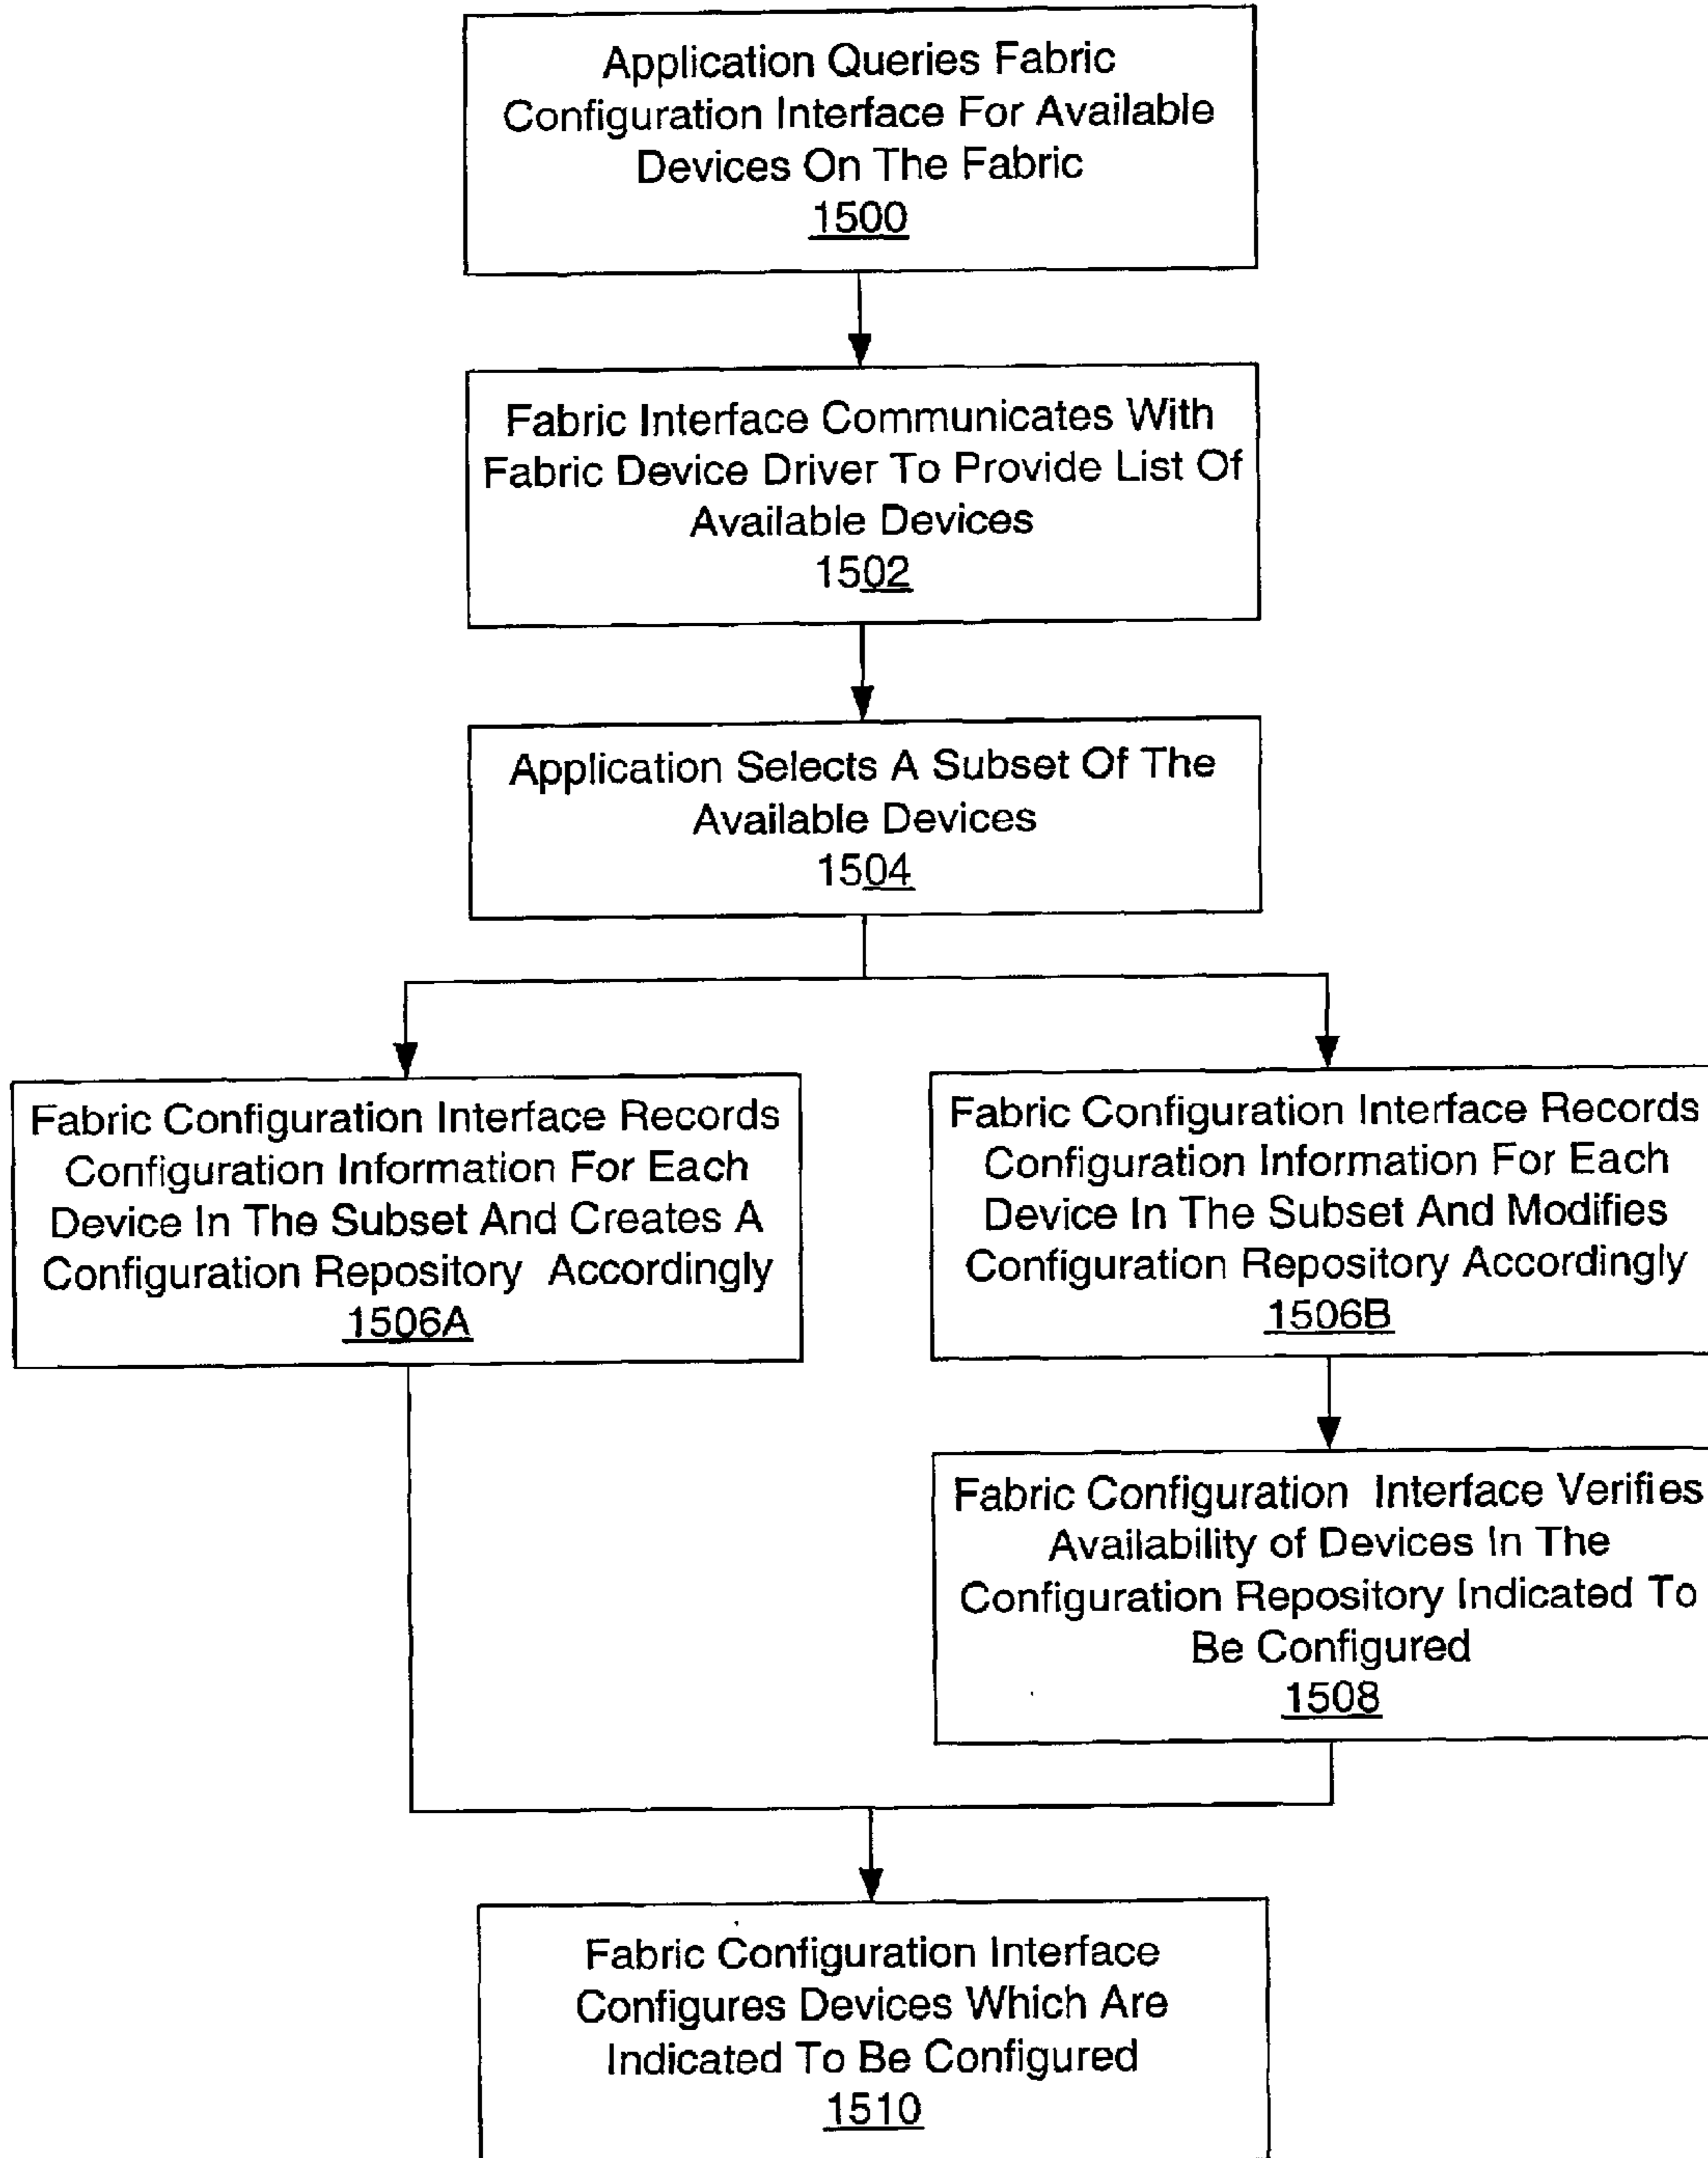 Application Queries Fabric
Configuration Interface For Available
Devices On The Fabric
1500
Fabric Interface Communicates With
Fabric Device Driver To Provide List Of
Available Devices
1502
Application Selects A Subset Of The
Available Devices
1504
Fabric Configuration Interface Records
Configuration Information For Each
Device In The Subset And Creates A
Configuration Repository Accordingly
1506A
Fabric Configuration Interface Records
Configuration Information For Each
Device In The Subset And Modifies
Configuration Repository Accordingly
1506B
Fabric Configuration Interface Verifies
Availability of Devices In The
Configuration Repository Indicated To
Be Configured
1508
Fabric Configuration Interface
Configures Devices Which Are
Indicated To Be Configured
1510